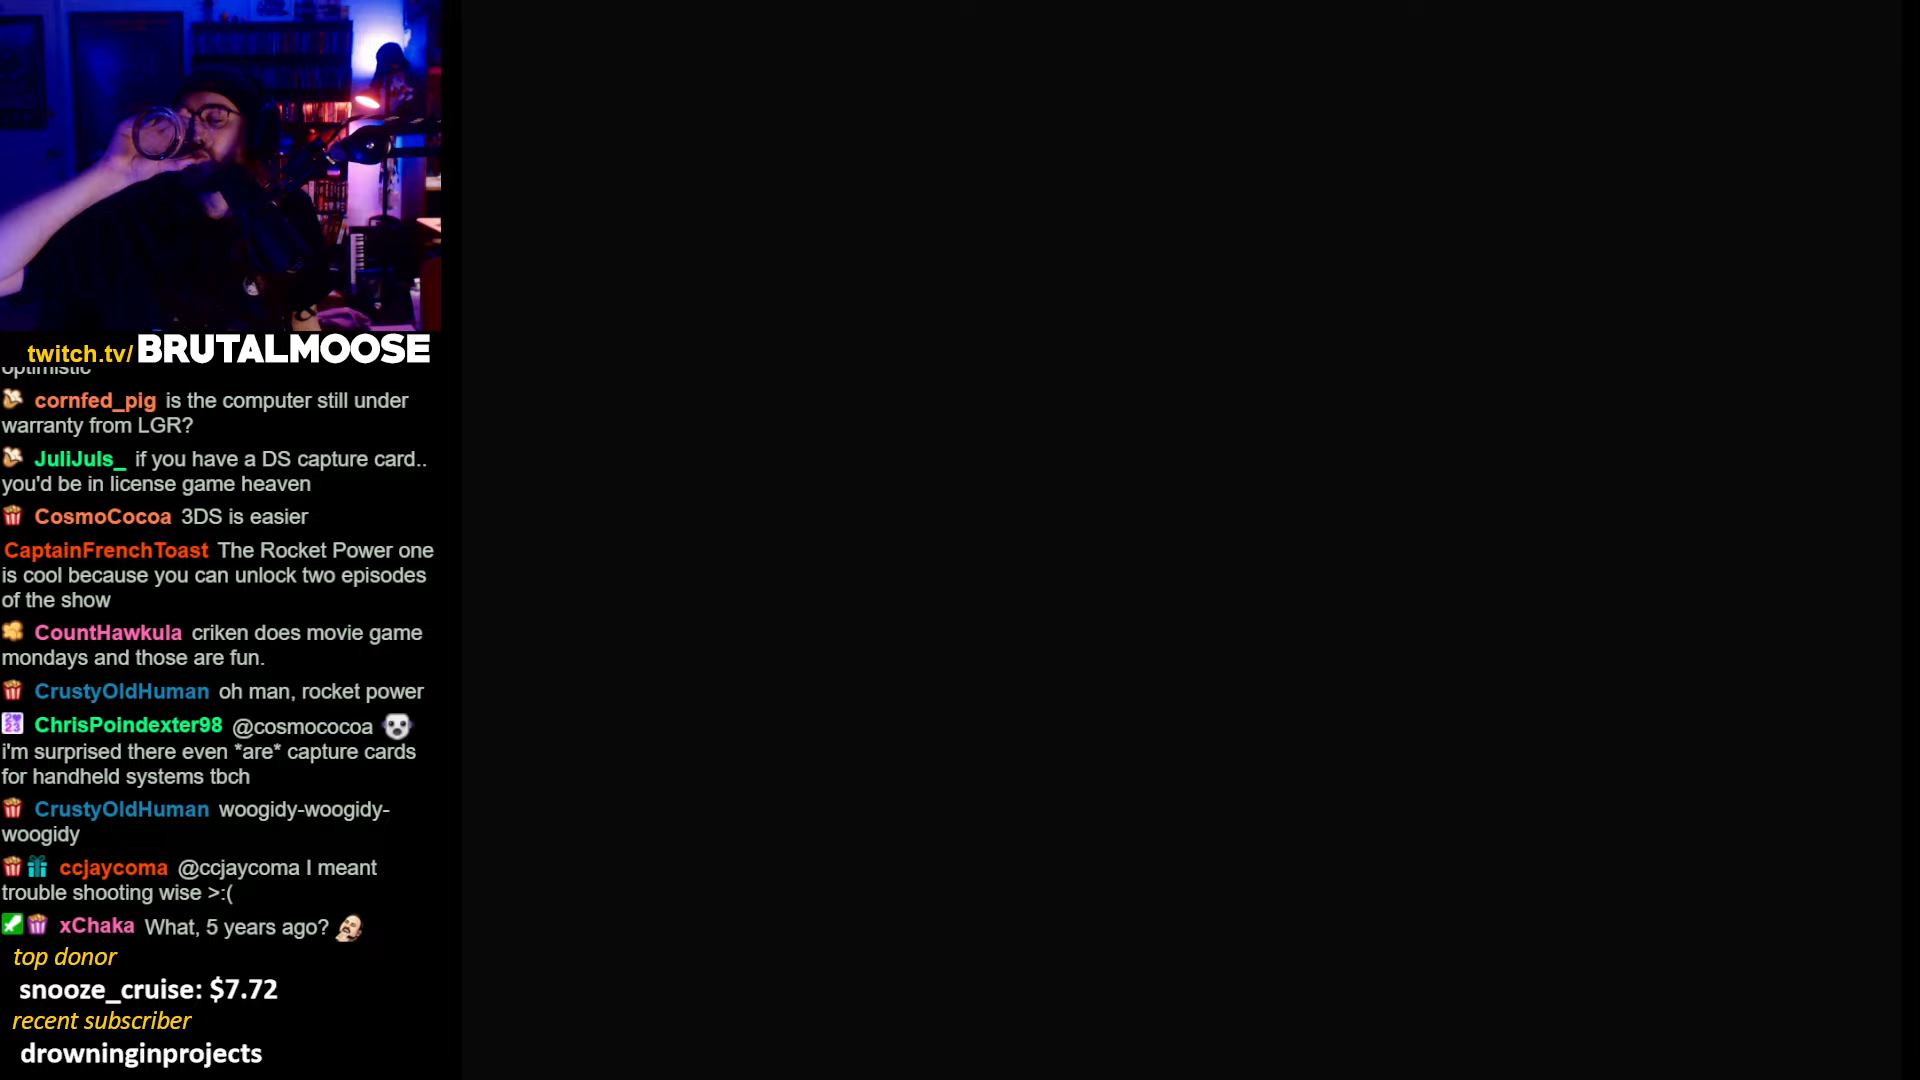 twitch.tv/BRUTALMOOSE
optimistic
cornfed_pig is the computer still under
warranty from LGR?
JuliJuls_ if you have a DS capture card..
you'd be in license game heaven
CosmoCocoa 3DS is easier
CaptainFrenchToast The Rocket Power one
is cool because you can unlock two episodes
of the show
CountHawkula criken does movie game
mondays and those are fun.
CrustyOldHuman oh man, rocket power
ChrisPoindexter98 @cosmococoa
i'm surprised there even *are* capture cards
for handheld systems tbch
CrustyOldHuman woogidy-woogidy-
woogidy
ccjaycoma @ccjaycoma I meant
trouble shooting wise >:(
xChaka What, 5 years ago?
top donor
snooze_cruise: $7.72
recent subscriber
drowninginprojects